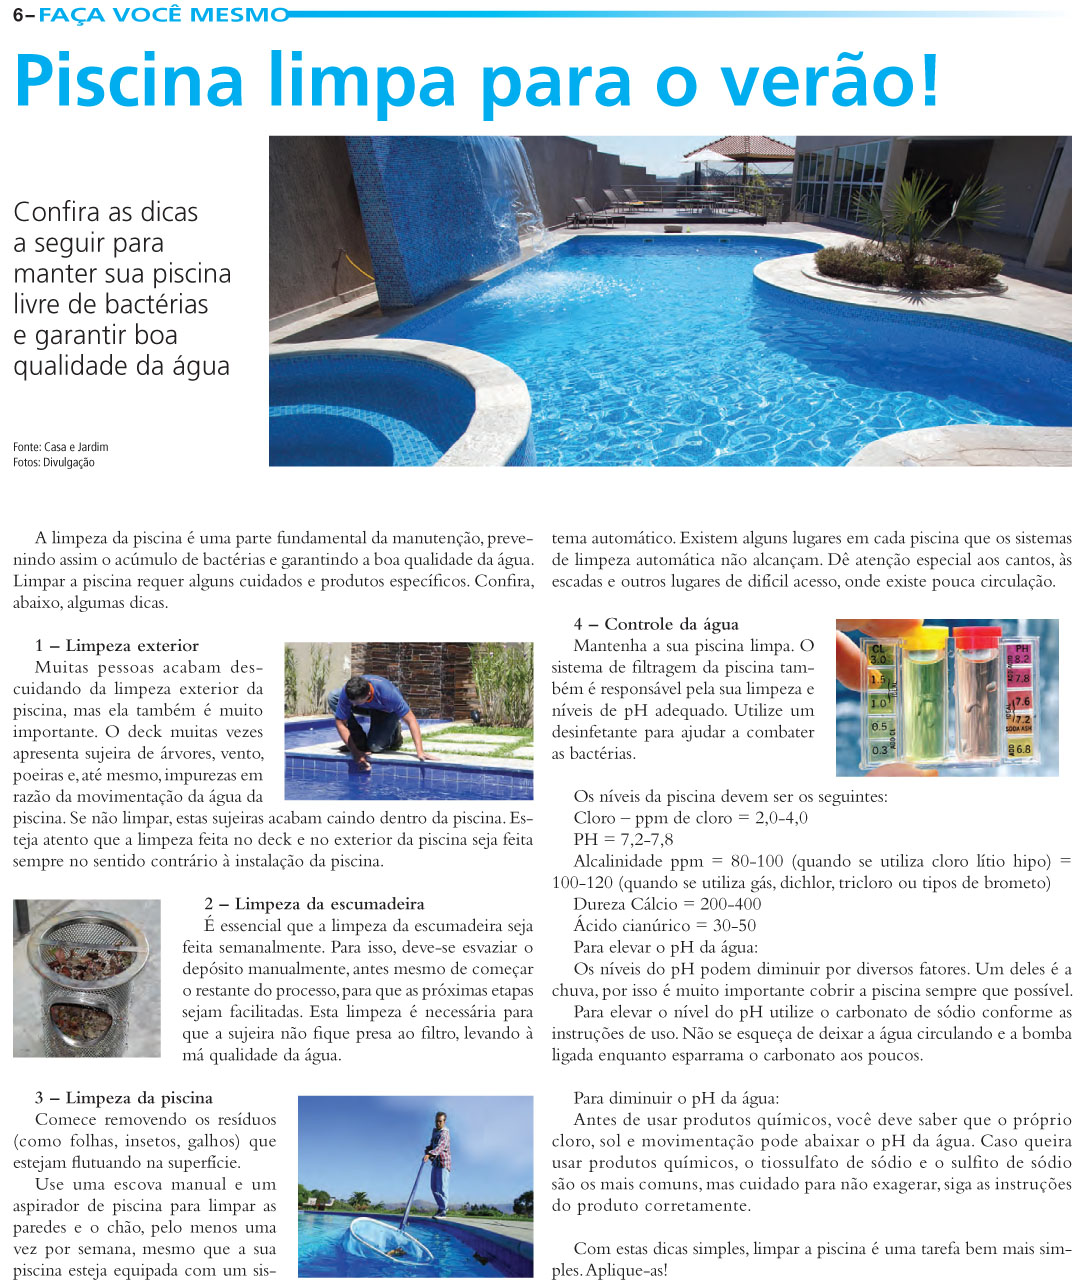 6– FAÇA VOCÊ MESMO
Piscina limpa para o verão!
Confira as dicas
a seguir para
manter sua piscina
livre de bactérias
e garantir boa
qualidade da água
Fonte: Casa e Jardim
Fotos: Divulgação
A limpeza da piscina é uma parte fundamental da manutenção, preve-
nindo assim o acúmulo de bactérias e garantindo a boa qualidade da água.
Limpar a piscina requer alguns cuidados e produtos específicos. Confira,
abaixo, algumas dicas.
1 – Limpeza exterior
Muitas pessoas acabam des-
cuidando da limpeza exterior da
piscina, mas ela também é muito
importante. O deck muitas vezes
apresenta sujeira de árvores, vento,
poeiras e, até mesmo, impurezas em
razão da movimentação da água da
piscina. Se não limpar, estas sujeiras acabam caindo dentro da piscina. Es-
teja atento que a limpeza feita no deck e no exterior da piscina seja feita
sempre no sentido contrário à instalação da piscina.
2 – Limpeza da escumadeira
É essencial que a limpeza da escumadeira seja
feita semanalmente. Para isso, deve-se esvaziar o
depósito manualmente, antes mesmo de começar
o restante do processo, para que as próximas etapas
sejam facilitadas. Esta limpeza é necessária para
que a sujeira não fique presa ao filtro, levando à
má qualidade da água.
3 – Limpeza da piscina
Comece removendo os resíduos
(como folhas, insetos, galhos) que
estejam flutuando na superfície.
Use uma escova manual e um
aspirador de piscina para limpar as
paredes e o chão, pelo menos uma
vez por semana, mesmo que a sua
piscina esteja equipada com um sis-
tema automático. Existem alguns lugares em cada piscina que os sistemas
de limpeza automática não alcançam. Dê atenção especial aos cantos, às
escadas e outros lugares de difícil acesso, onde existe pouca circulação.
4 – Controle da água
Mantenha a sua piscina limpa. O
sistema de filtragem da piscina tam-
bém é responsável pela sua limpeza e
níveis de pH adequado. Utilize um
desinfetante para ajudar a combater
as bactérias.
CL
3.0
1.5
1.0
0.5
0.3
PH
8.2
7.8
7.6
7.2
SODA ASH
ADD 6.8
Os níveis da piscina devem ser os seguintes:
Cloro – ppm de cloro = 2,0-4,0
PH = 7,2-7,8
Alcalinidade ppm = 80-100 (quando se utiliza cloro lítio hipo) =
100-120 (quando se utiliza gás, dichlor, tricloro ou tipos de brometo)
Dureza Cálcio = 200-400
Ácido cianúrico = 30-50
Para elevar o pH da água:
Os níveis do pH podem diminuir por diversos fatores. Um deles é a
chuva, por isso é muito importante cobrir a piscina sempre que possível.
Para elevar o nível do pH utilize o carbonato de sódio conforme as
instruções de uso. Não se esqueça de deixar a água circulando e a bomba
ligada enquanto esparrama o carbonato aos poucos.
Para diminuir o pH da água:
Antes de usar produtos químicos, você deve saber que o próprio
cloro, sol e movimentação pode abaixar o pH da água. Caso queira
usar produtos químicos, o tiossulfato de sódio e o sulfito de sódio
são os mais comuns, mas cuidado para não exagerar, siga as instruções
do produto corretamente.
Com estas dicas simples, limpar a piscina é uma tarefa bem mais sim-
ples. Aplique-as!